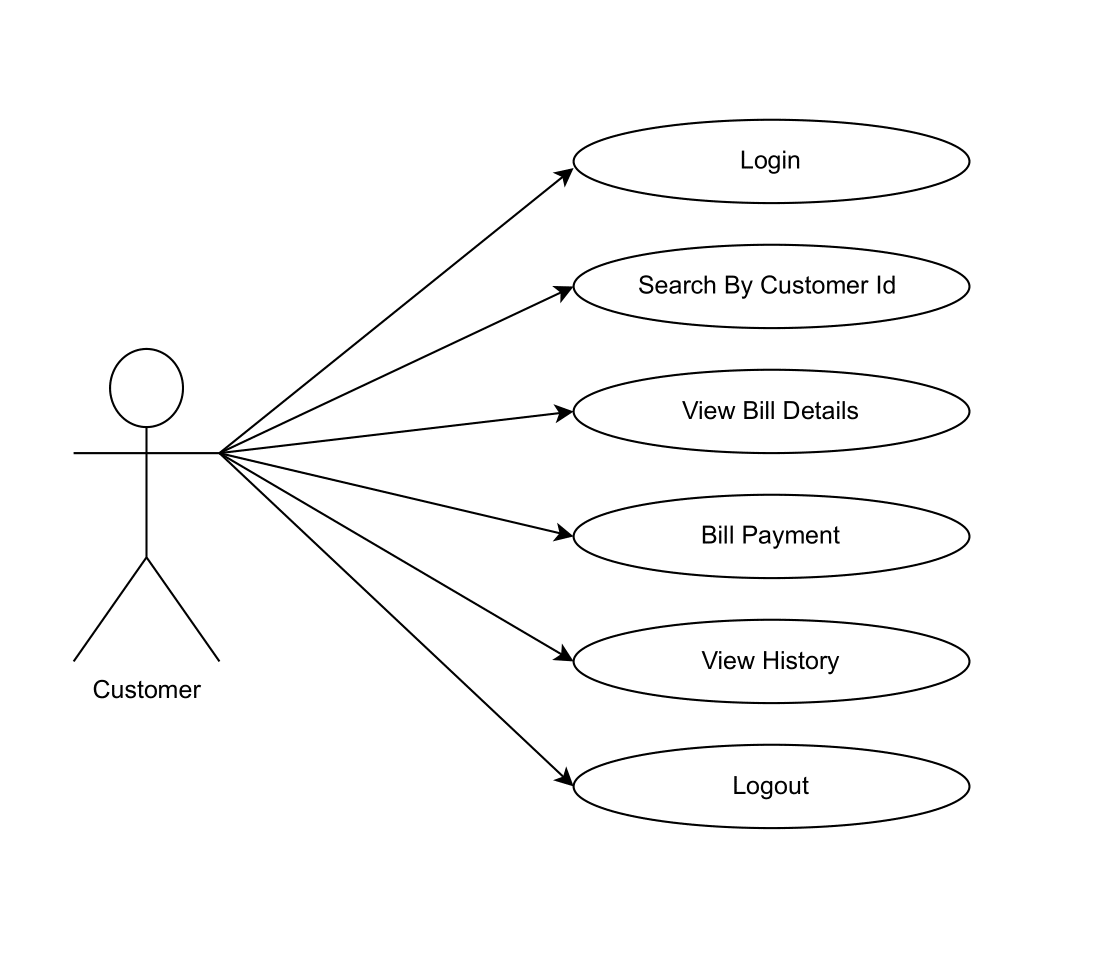 Login
Search By Customer Id
View Bill Details
Bill Payment
View History
Customer
Logout